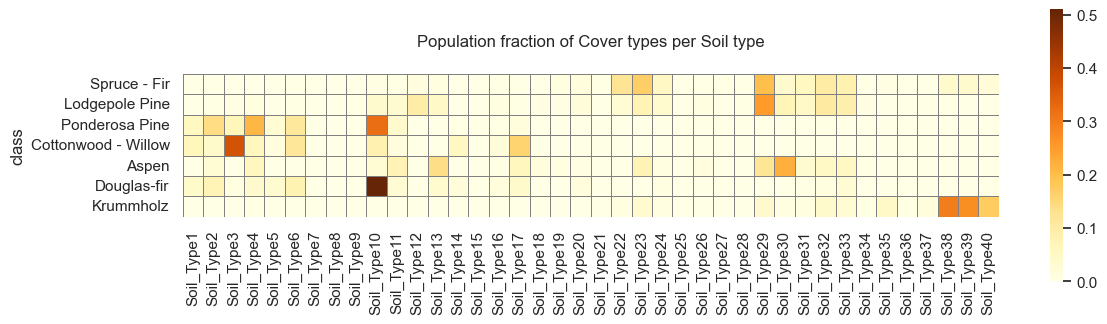 Population fraction of Cover types per Soil type
class
Spruce - Fir
Lodgepole Pine
Ponderosa Pine
Cottonwood - Willow
Aspen
Douglas-fir
Krummholz
Soil_Type1
Soil_Type2
Soil_Type3
Soil_Type4
Soil_Type5
Soil_Type6
Soil_Type7
Soil_Type8
Soil_Type9
Soil_Type10
Soil_Type11
Soil_Type12
Soil_Type13
Soil_Type14
Soil_Type15
Soil_Type16
Soil_Type17
Soil_Type18
Soil_Type19
Soil_Type20
Soil_Type21
Soil_Type22
Soil_Type23
Soil_Type24
Soil_Type25
Soil_Type26
Soil_Type27
Soil_Type28
Soil_Type29
Soil_Type30
Soil_Type31
Soil_Type32
Soil_Type33
Soil_Type34
Soil_Type35
Soil_Type36
Soil_Type37
Soil_Type38
Soil_Type39
Soil_Type40
0.5
0.4
0.3
0.2
0.1
0.0